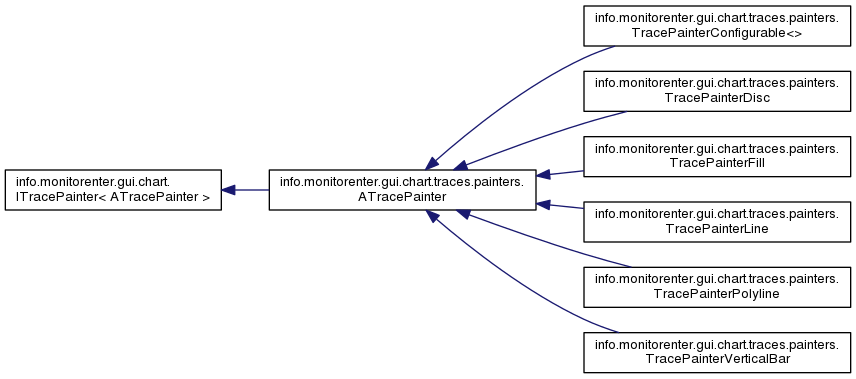 info.monitorenter.gui.chart.
ITracePainter< ATracePainter >
info.monitorenter.gui.chart.traces.painters.
ATracePainter
info.monitorenter.gui.chart.traces.painters.
TracePainterConfigurable<>
info.monitorenter.gui.chart.traces.painters.
TracePainterDisc
info.monitorenter.gui.chart.traces.painters.
TracePainterFill
info.monitorenter.gui.chart.traces.painters.
TracePainterLine
info.monitorenter.gui.chart.traces.painters.
TracePainterPolyline
info.monitorenter.gui.chart.traces.painters.
TracePainterVerticalBar